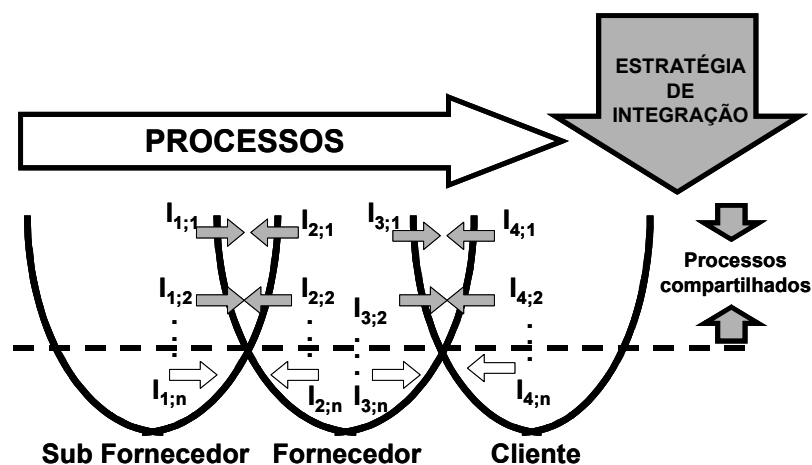 ESTRATÉGIA
DE
INTEGRAÇÃO
PROCESSOS
I1;1
I2;1
I3;1
I4;1
Processos
compartilhados
I1;2
I2;2
I3;2
I4;2
I1;n
I2;n
I3;n
I4;n
Sub Fornecedor
Fornecedor
Cliente